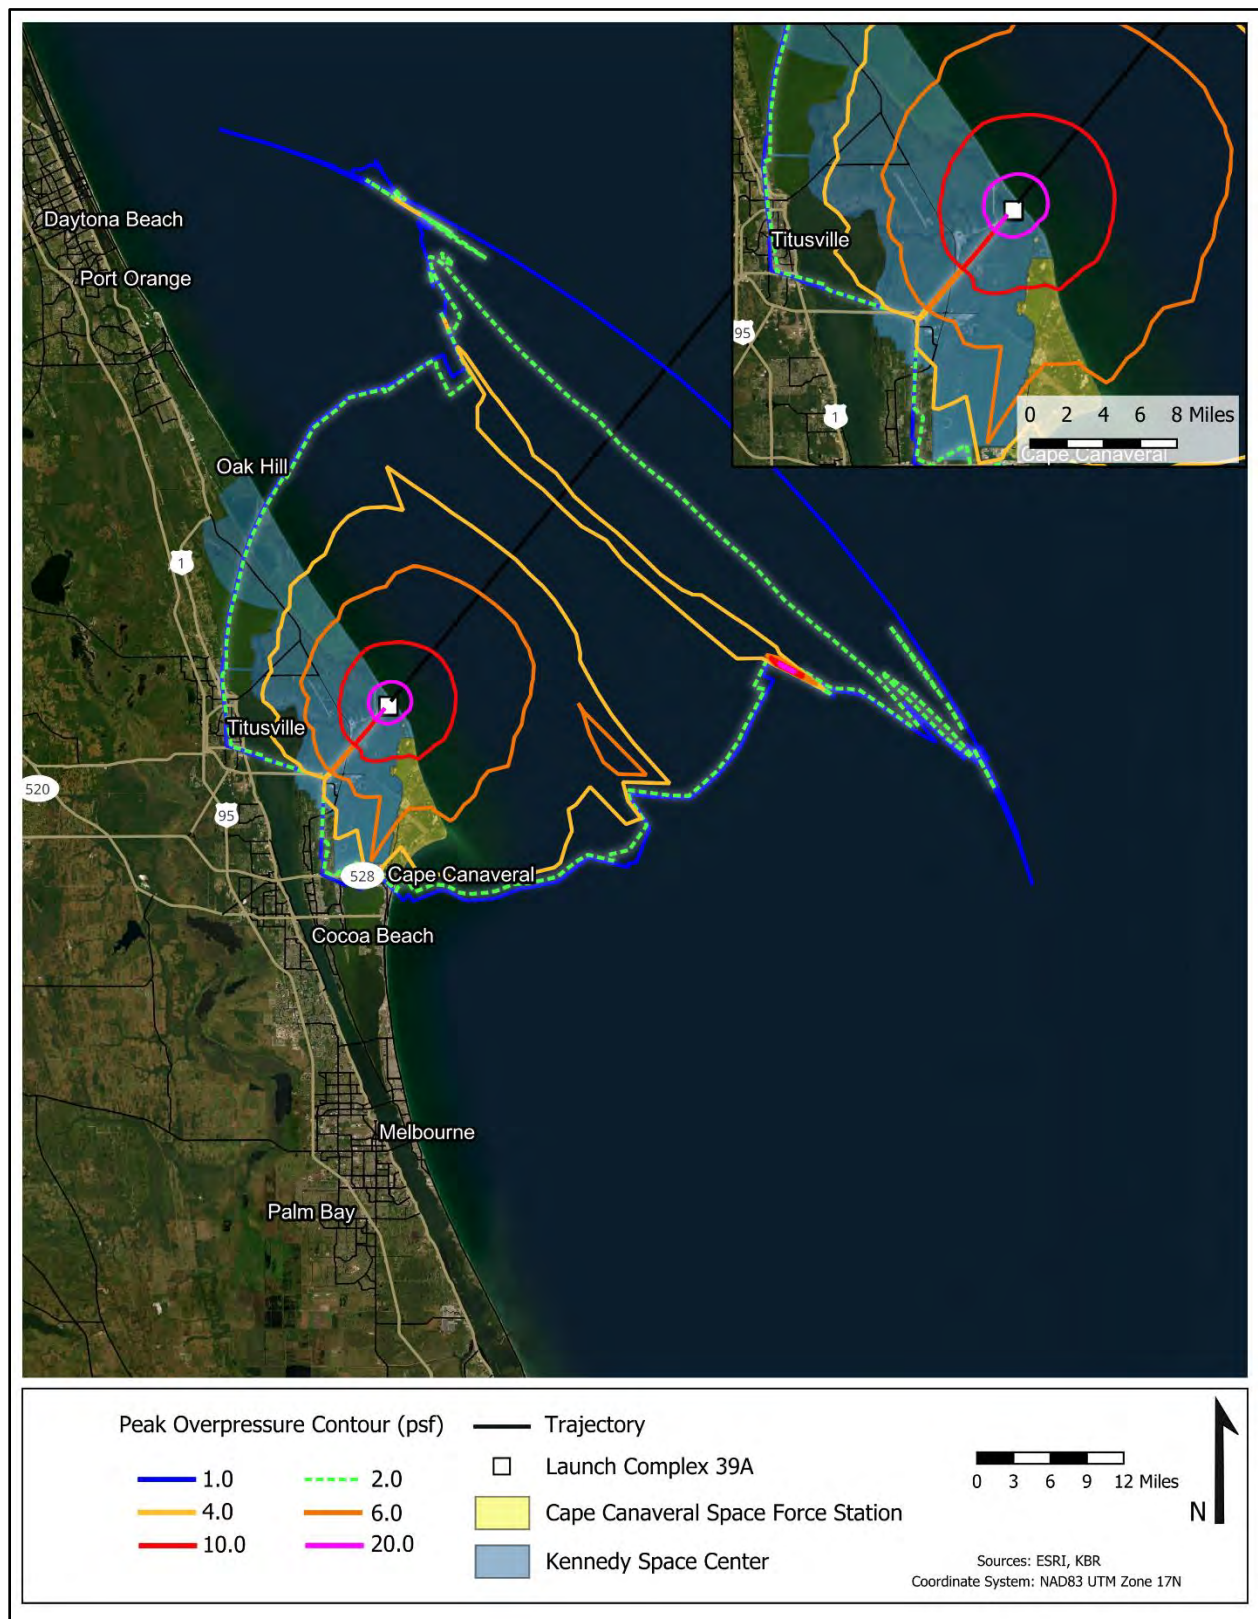 Daytona Beach
Port Orange
Oak Hill
1
Titusville
520
95
528
Cape Canaveral
Cocoa Beach
Melbourne
Palm Bay
Titusville
95
1
0 2 4 6 8 Miles
Cape Canaveral
Peak Overpressure Contour (psf)
1.0
2.0
4.0
6.0
10.0
20.0
Trajectory
Launch Complex 39A
Cape Canaveral Space Force Station
Kennedy Space Center
0 3 6 9 12 Miles
N
Sources: ESRI, KBR
Coordinate System: NAD83 UTM Zone 17N